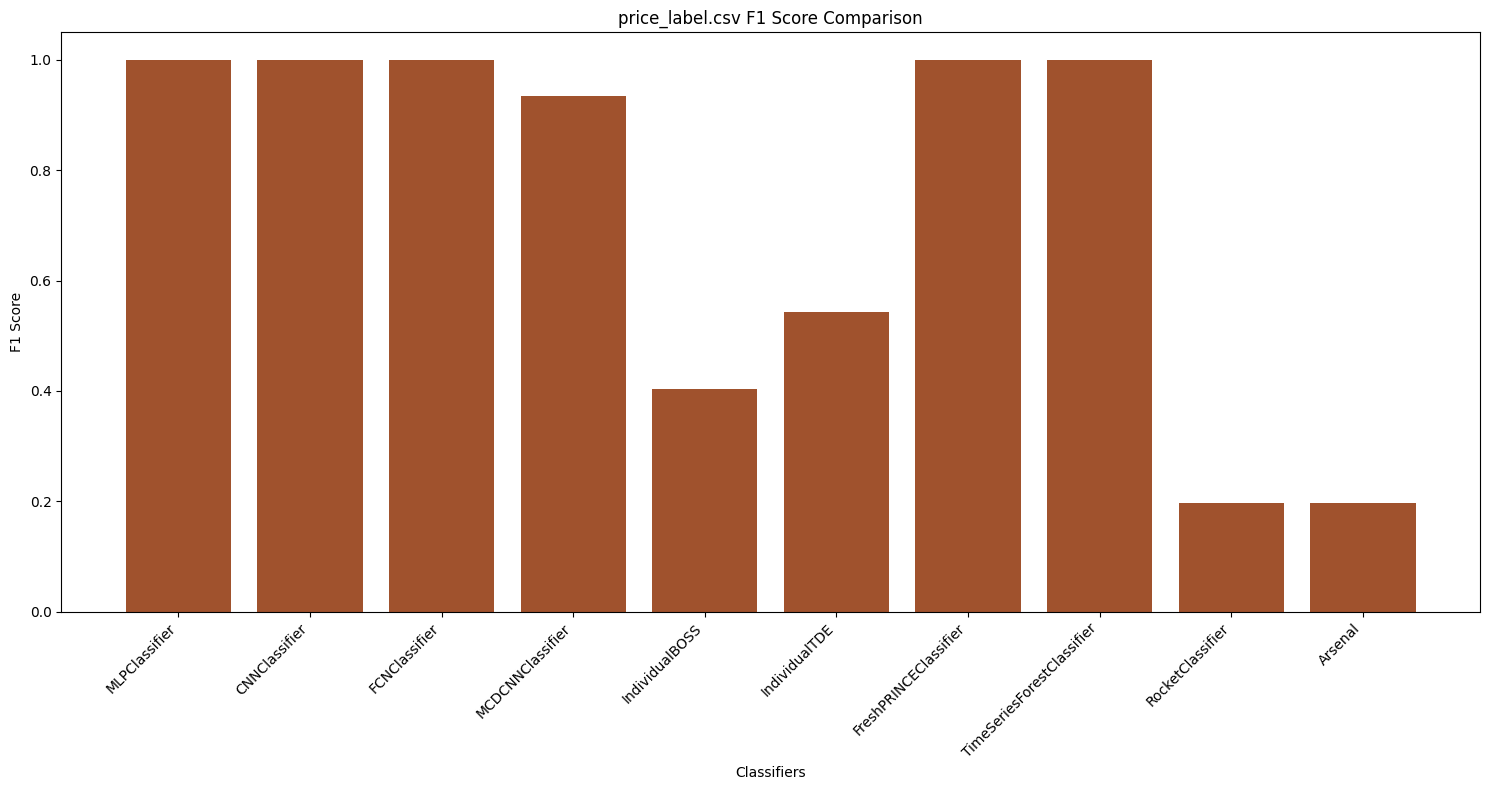 price_label.csv F1 Score Comparison
F1 Score
1.0
0.8
0.6
0.4
0.2
0.0
MLPClassifier
CNNClassifier
FCNClassifier
MCDCNNClassifier
IndividualBOSS
IndividualTDE
FreshPRINCEClassifier
TimeSeriesForestClassifier
RocketClassifier
Arsenal
Classifiers